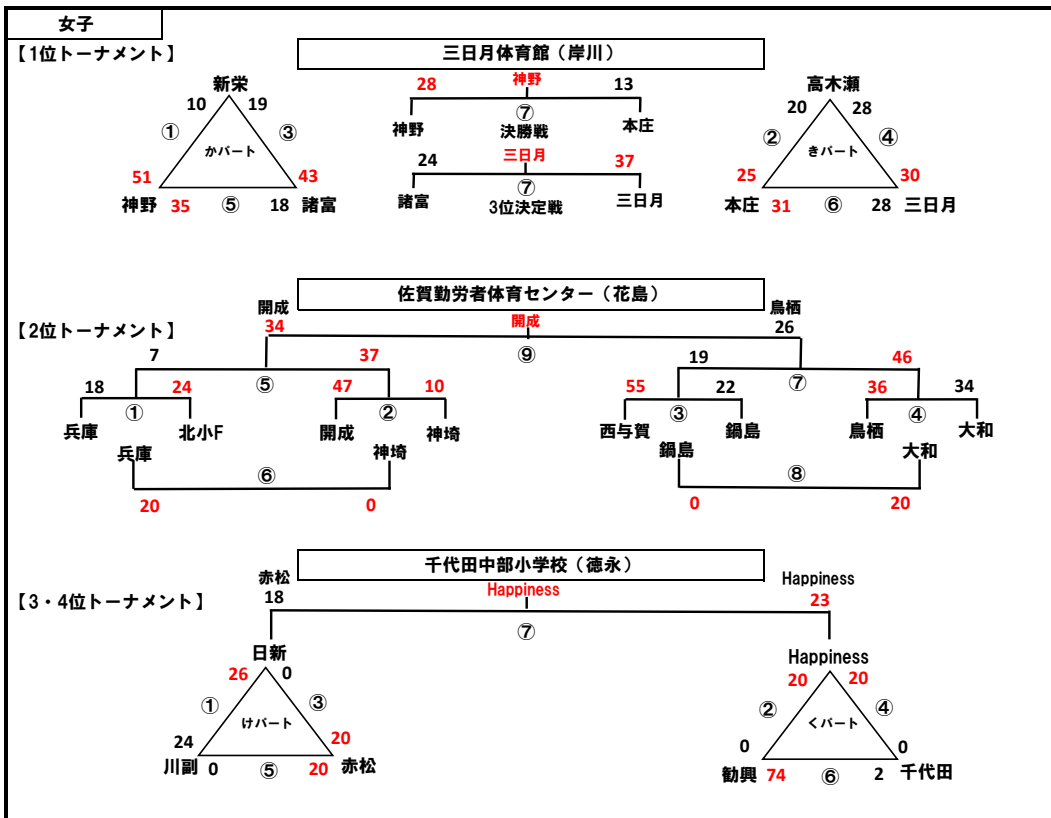 女子
【1位トーナメント】
三日月体育館（岸川）
新栄
10 19
① ③
かパート
51 43
神野 35 ⑤ 18 諸富
28 神野 13
⑦
神野 決勝戦 本庄
24 三日月 37
⑦
諸富 3位決定戦 三日月
高木瀬
20 28
② ④
きパート
25 30
本庄 31 ⑥ 28 三日月
佐賀勤労者体育センター（花島）
【2位トーナメント】
開成 鳥栖
34 開成 26
⑨
7 37 19 46
⑤ ⑦
18 24 47 10 55 22 36 34
① ② ③ ④
兵庫 北小F 開成 神埼 西与賀 鍋島 鳥栖 大和
兵庫 神埼 鍋島 大和
⑥ ⑧
20 0 0 20
千代田中部小学校（徳永）
【3・4位トーナメント】
赤松 Happiness
18 Happiness 23
⑦
日新
26 0
① ③
けパート
24 20
川副 0 ⑤ 20 赤松
Happiness
20 20
② ④
くパート
0 0
勧興 74 ⑥ 2 千代田